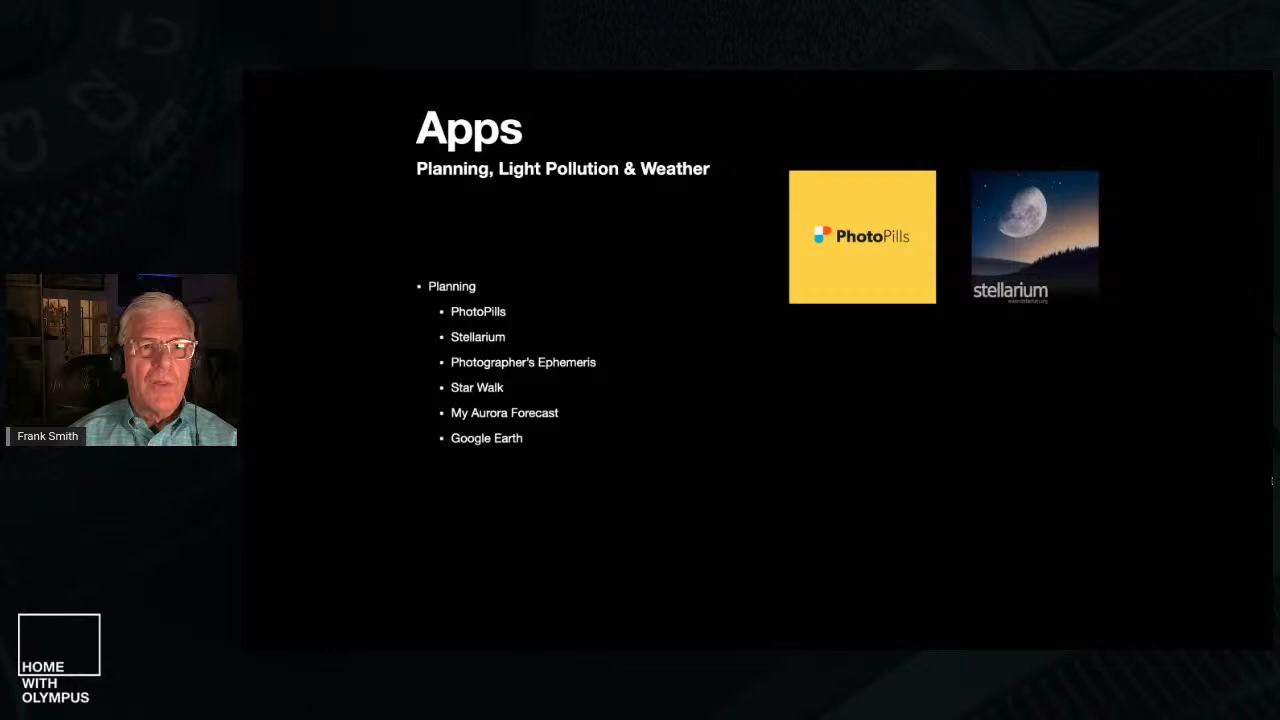 Apps
Planning, Light Pollution & Weather
PhotoPills
stellarium
• Planning
• PhotoPills
• Stellarium
• Photographer's Ephemeris
• Star Walk
• My Aurora Forecast
• Google Earth
Frank Smith
HOME
WITH
OLYMPUS